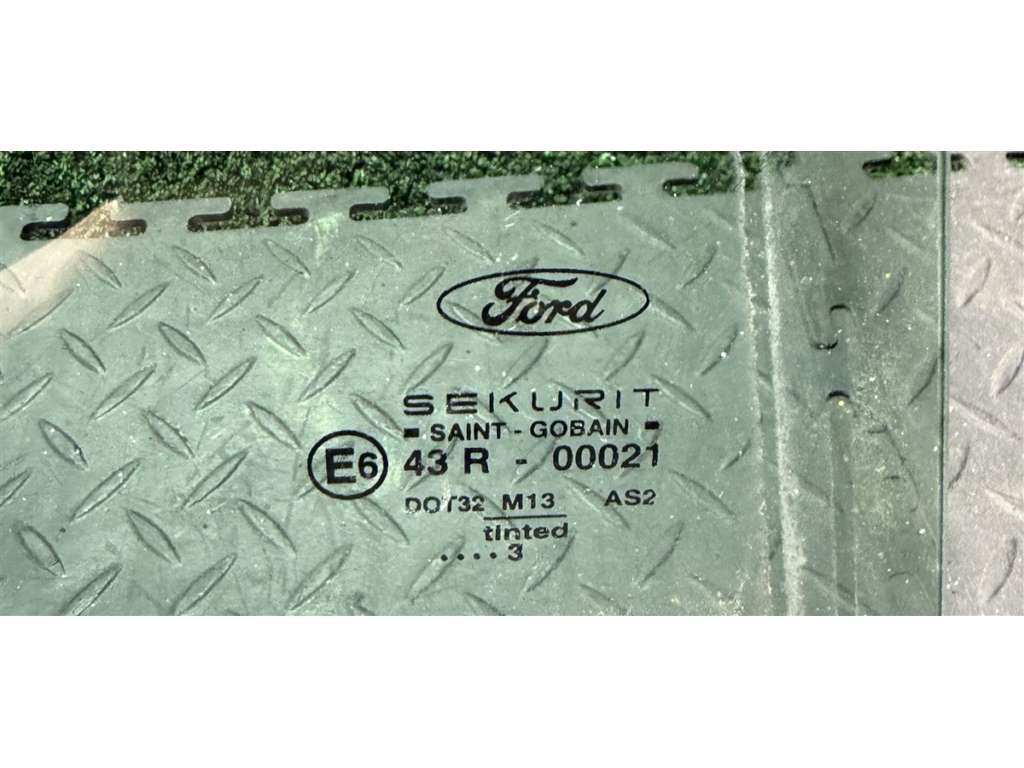 Ford
SEKURIT
SAINT - GOBAIN
E6 43 R - 00021
DOT32 M13 AS2
tinted
....3